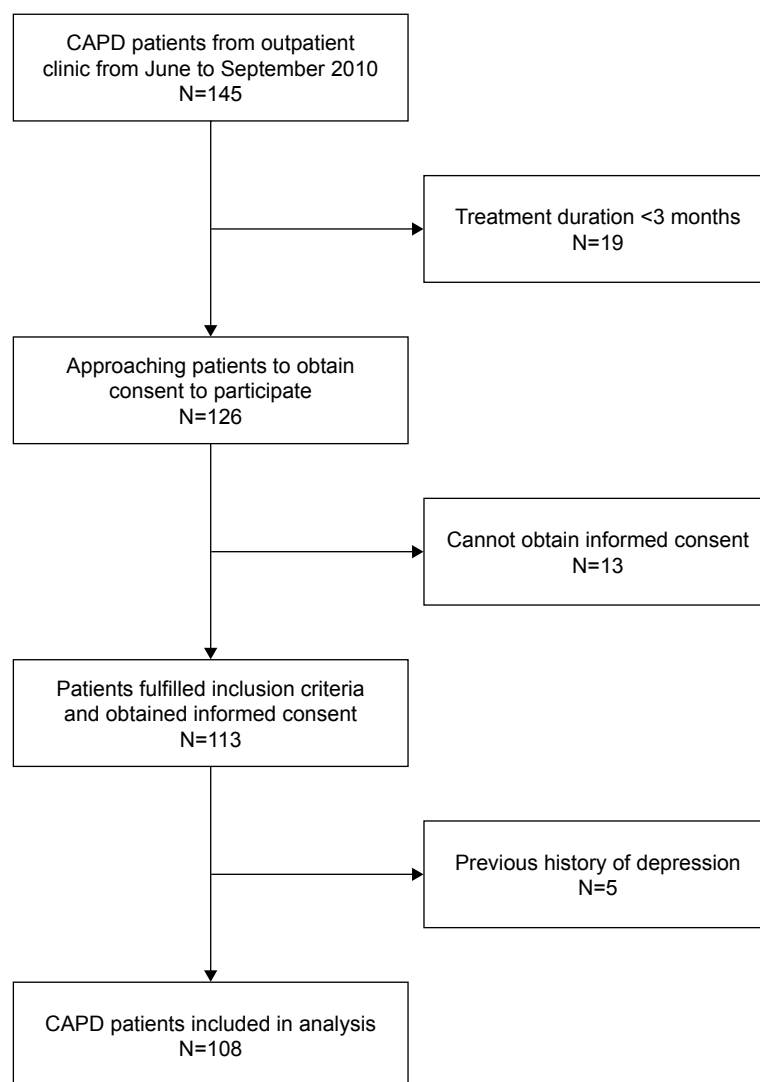 CAPD patients from outpatient
clinic from June to September 2010
N=145
Treatment duration <3 months
N=19
Approaching patients to obtain
consent to participate
N=126
Cannot obtain informed consent
N=13
Patients fulfilled inclusion criteria
and obtained informed consent
N=113
Previous history of depression
N=5
CAPD patients included in analysis
N=108